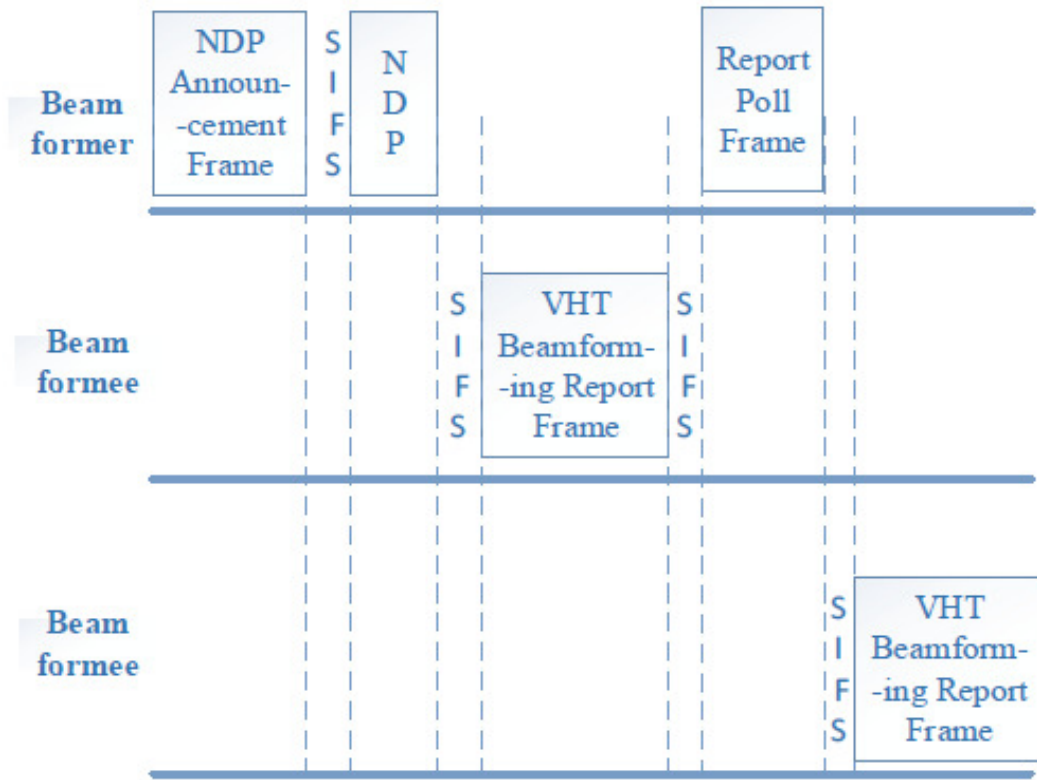 NDP
Announ-
-cement
Frame
S
I
F
S
N
D
P
Report
Poll
Frame
Beam
former
S
I
F
S
VHT
Beamform-
-ing Report
Frame
S
I
F
S
Beam
formee
S
I
F
S
VHT
Beamform-
-ing Report
Frame
Beam
formee